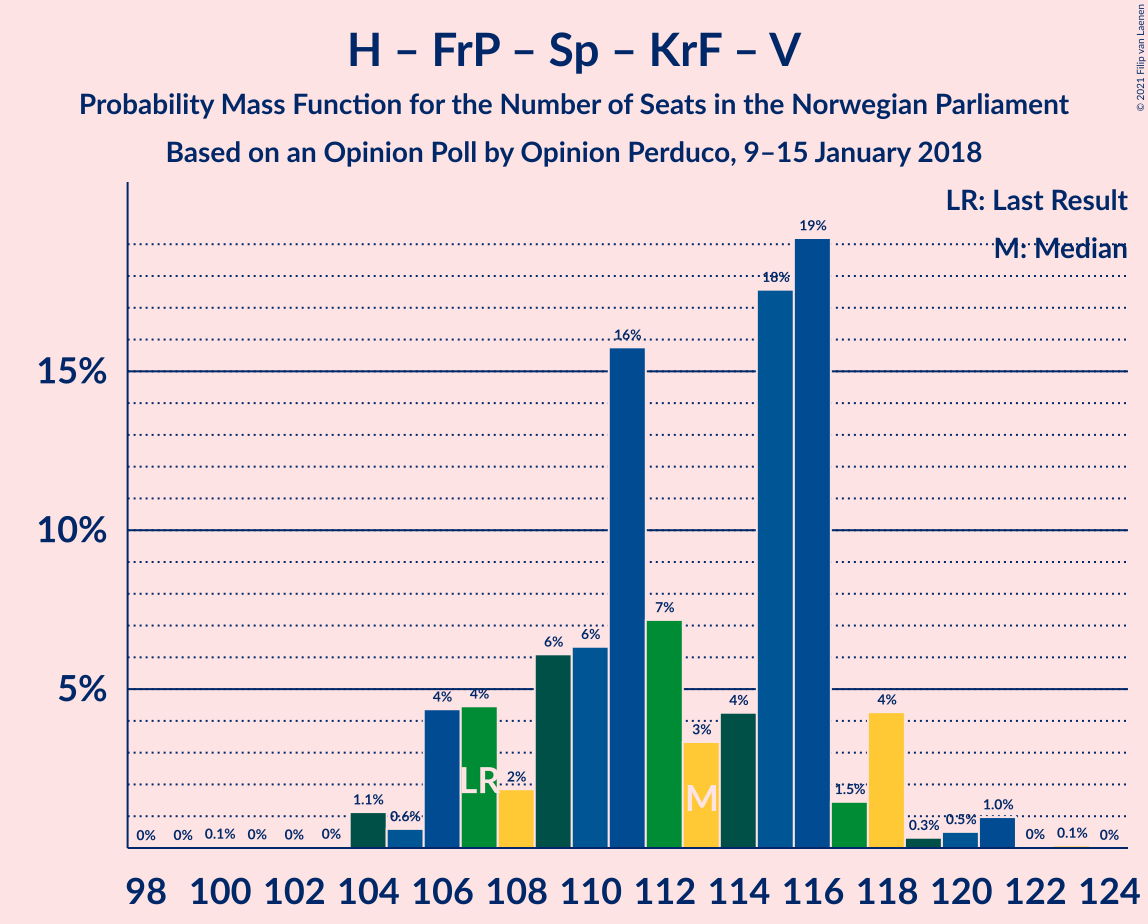 H – FrP – Sp – KrF – V
Probability Mass Function for the Number of Seats in the Norwegian Parliament
Based on an Opinion Poll by Opinion Perduco, 9–15 January 2018
© 2021 Filip van Laenen
LR: Last Result
M: Median
15%
10%
5%
0% 0% 0.1% 0% 0% 0% 1.1% 0.6% 4% 4% 2% 6% 6% 16% 7% 3% 4% 18% 19% 1.5% 4% 0.3% 0.5% 1.0% 0% 0.1% 0%
LR M
98 100 102 104 106 108 110 112 114 116 118 120 122 124